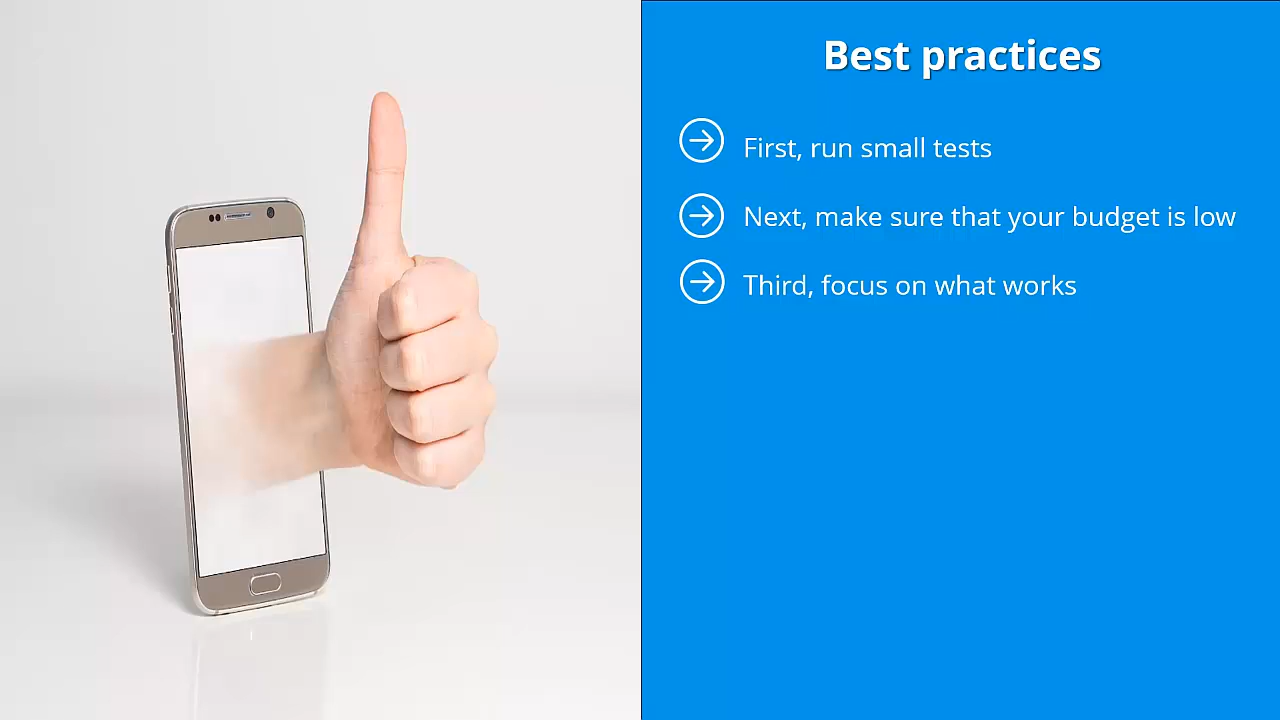 Best practices
First, run small tests
Next, make sure that your budget is low
Third, focus on what works